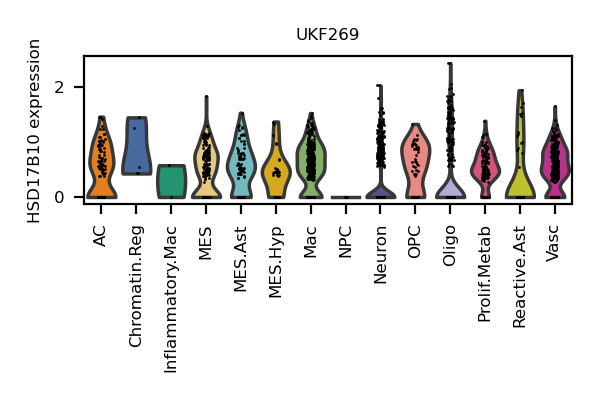 UKF269
HSD17B10 expression
2
0
AC
Chromatin.Reg
Inflammatory.Mac
MES
MES.Ast
MES.Hyp
Mac
NPC
Neuron
OPC
Oligo
Prolif.Metab
Reactive.Ast
Vasc